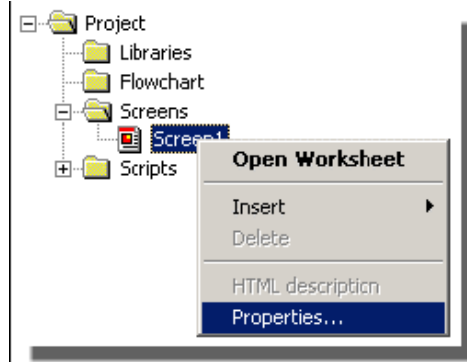 Project
Libraries
Flowchart
Screens
Screen1
Scripts
Open Worksheet
Insert
Delete
HTML description
Properties...